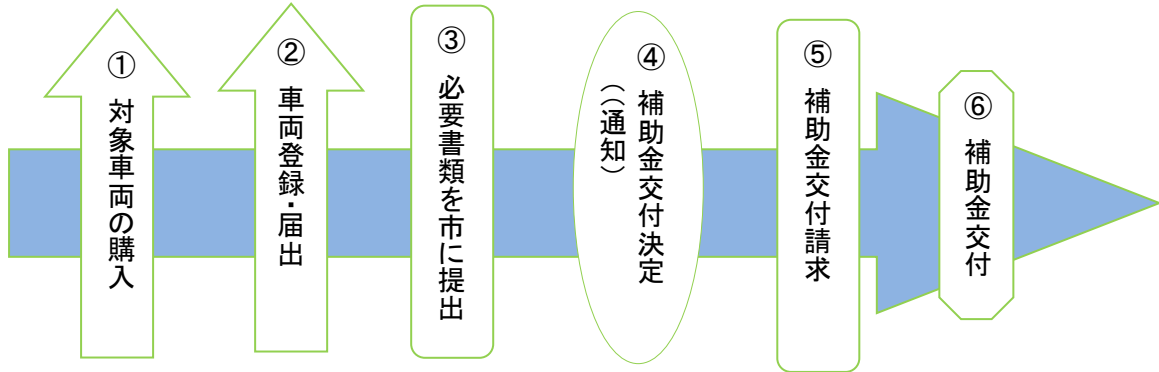 ① 対象車両の購入
② 車両登録・届出
③ 必要書類を市に提出
④ 補助金交付決定
（（通知）
⑤ 補助金交付請求
⑥ 補助金交付